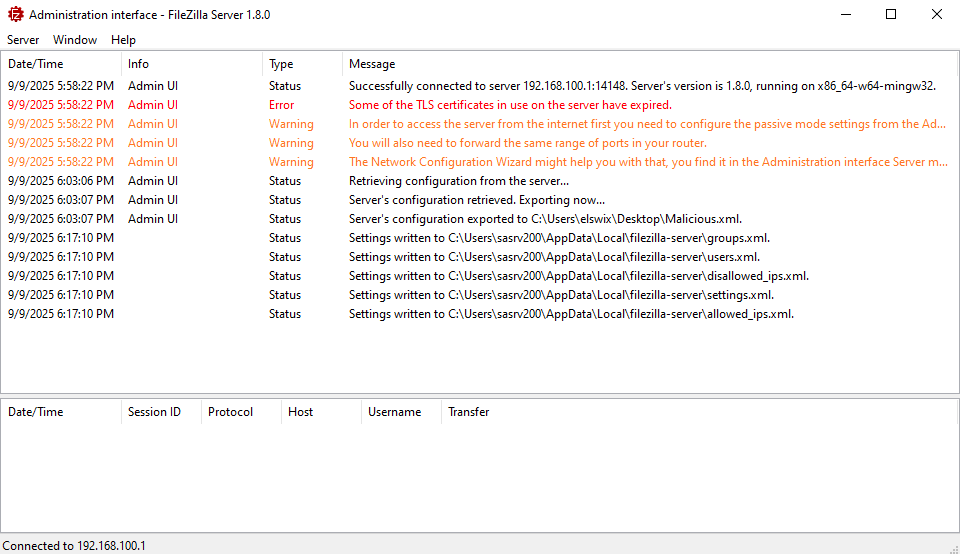 Administration interface - FileZilla Server 1.8.0
Server Window Help
Date/Time Info Type Message
9/9/2025 5:58:22 PM Admin UI Status Successfully connected to server 192.168.100.1:14148. Server's version is 1.8.0, running on x86_64-w64-mingw32.
9/9/2025 5:58:22 PM Admin UI Error Some of the TLS certificates in use on the server have expired.
9/9/2025 5:58:22 PM Admin UI Warning In order to access the server from the internet first you need to configure the passive mode settings from the Ad...
9/9/2025 5:58:22 PM Admin UI Warning You will also need to forward the same range of ports in your router.
9/9/2025 5:58:22 PM Admin UI Warning The Network Configuration Wizard might help you with that, you find it in the Administration interface Server m...
9/9/2025 6:03:06 PM Admin UI Status Retrieving configuration from the server...
9/9/2025 6:03:07 PM Admin UI Status Server's configuration retrieved. Exporting now...
9/9/2025 6:03:07 PM Admin UI Status Server's configuration exported to C:\Users\elswix\Desktop\Malicious.xml.
9/9/2025 6:17:10 PM Status Settings written to C:\Users\sasrv200\AppData\Local\filezilla-server\groups.xml.
9/9/2025 6:17:10 PM Status Settings written to C:\Users\sasrv200\AppData\Local\filezilla-server\users.xml.
9/9/2025 6:17:10 PM Status Settings written to C:\Users\sasrv200\AppData\Local\filezilla-server\disallowed_ips.xml.
9/9/2025 6:17:10 PM Status Settings written to C:\Users\sasrv200\AppData\Local\filezilla-server\settings.xml.
9/9/2025 6:17:10 PM Status Settings written to C:\Users\sasrv200\AppData\Local\filezilla-server\allowed_ips.xml.
Date/Time Session ID Protocol Host Username Transfer
Connected to 192.168.100.1